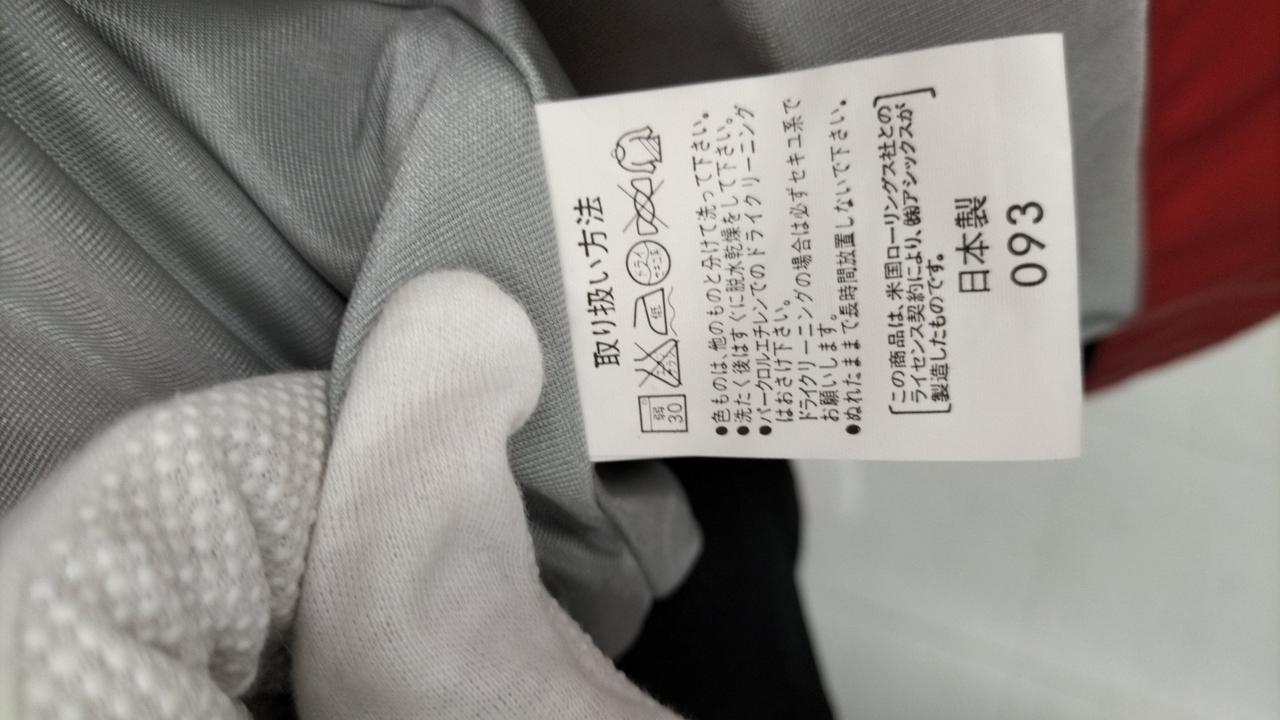 取り扱い方法
弱
30
エンソ
サラシ
低
ドライ
セキユ系
●色ものは、他のものと分けて洗って下さい。
●洗たく後はすぐに脱水乾燥をして下さい。
●パークロルエチレンでのドライクリーニング
はおさけ下さい。
ドライクリーニングの場合は必ずセキユ系で
お願いします。
●ぬれたままで長時間放置しないで下さい。
この商品は、米国ローリングス社との
ライセンス契約により、㈱アシックスが
製造したものです。
日本製
093